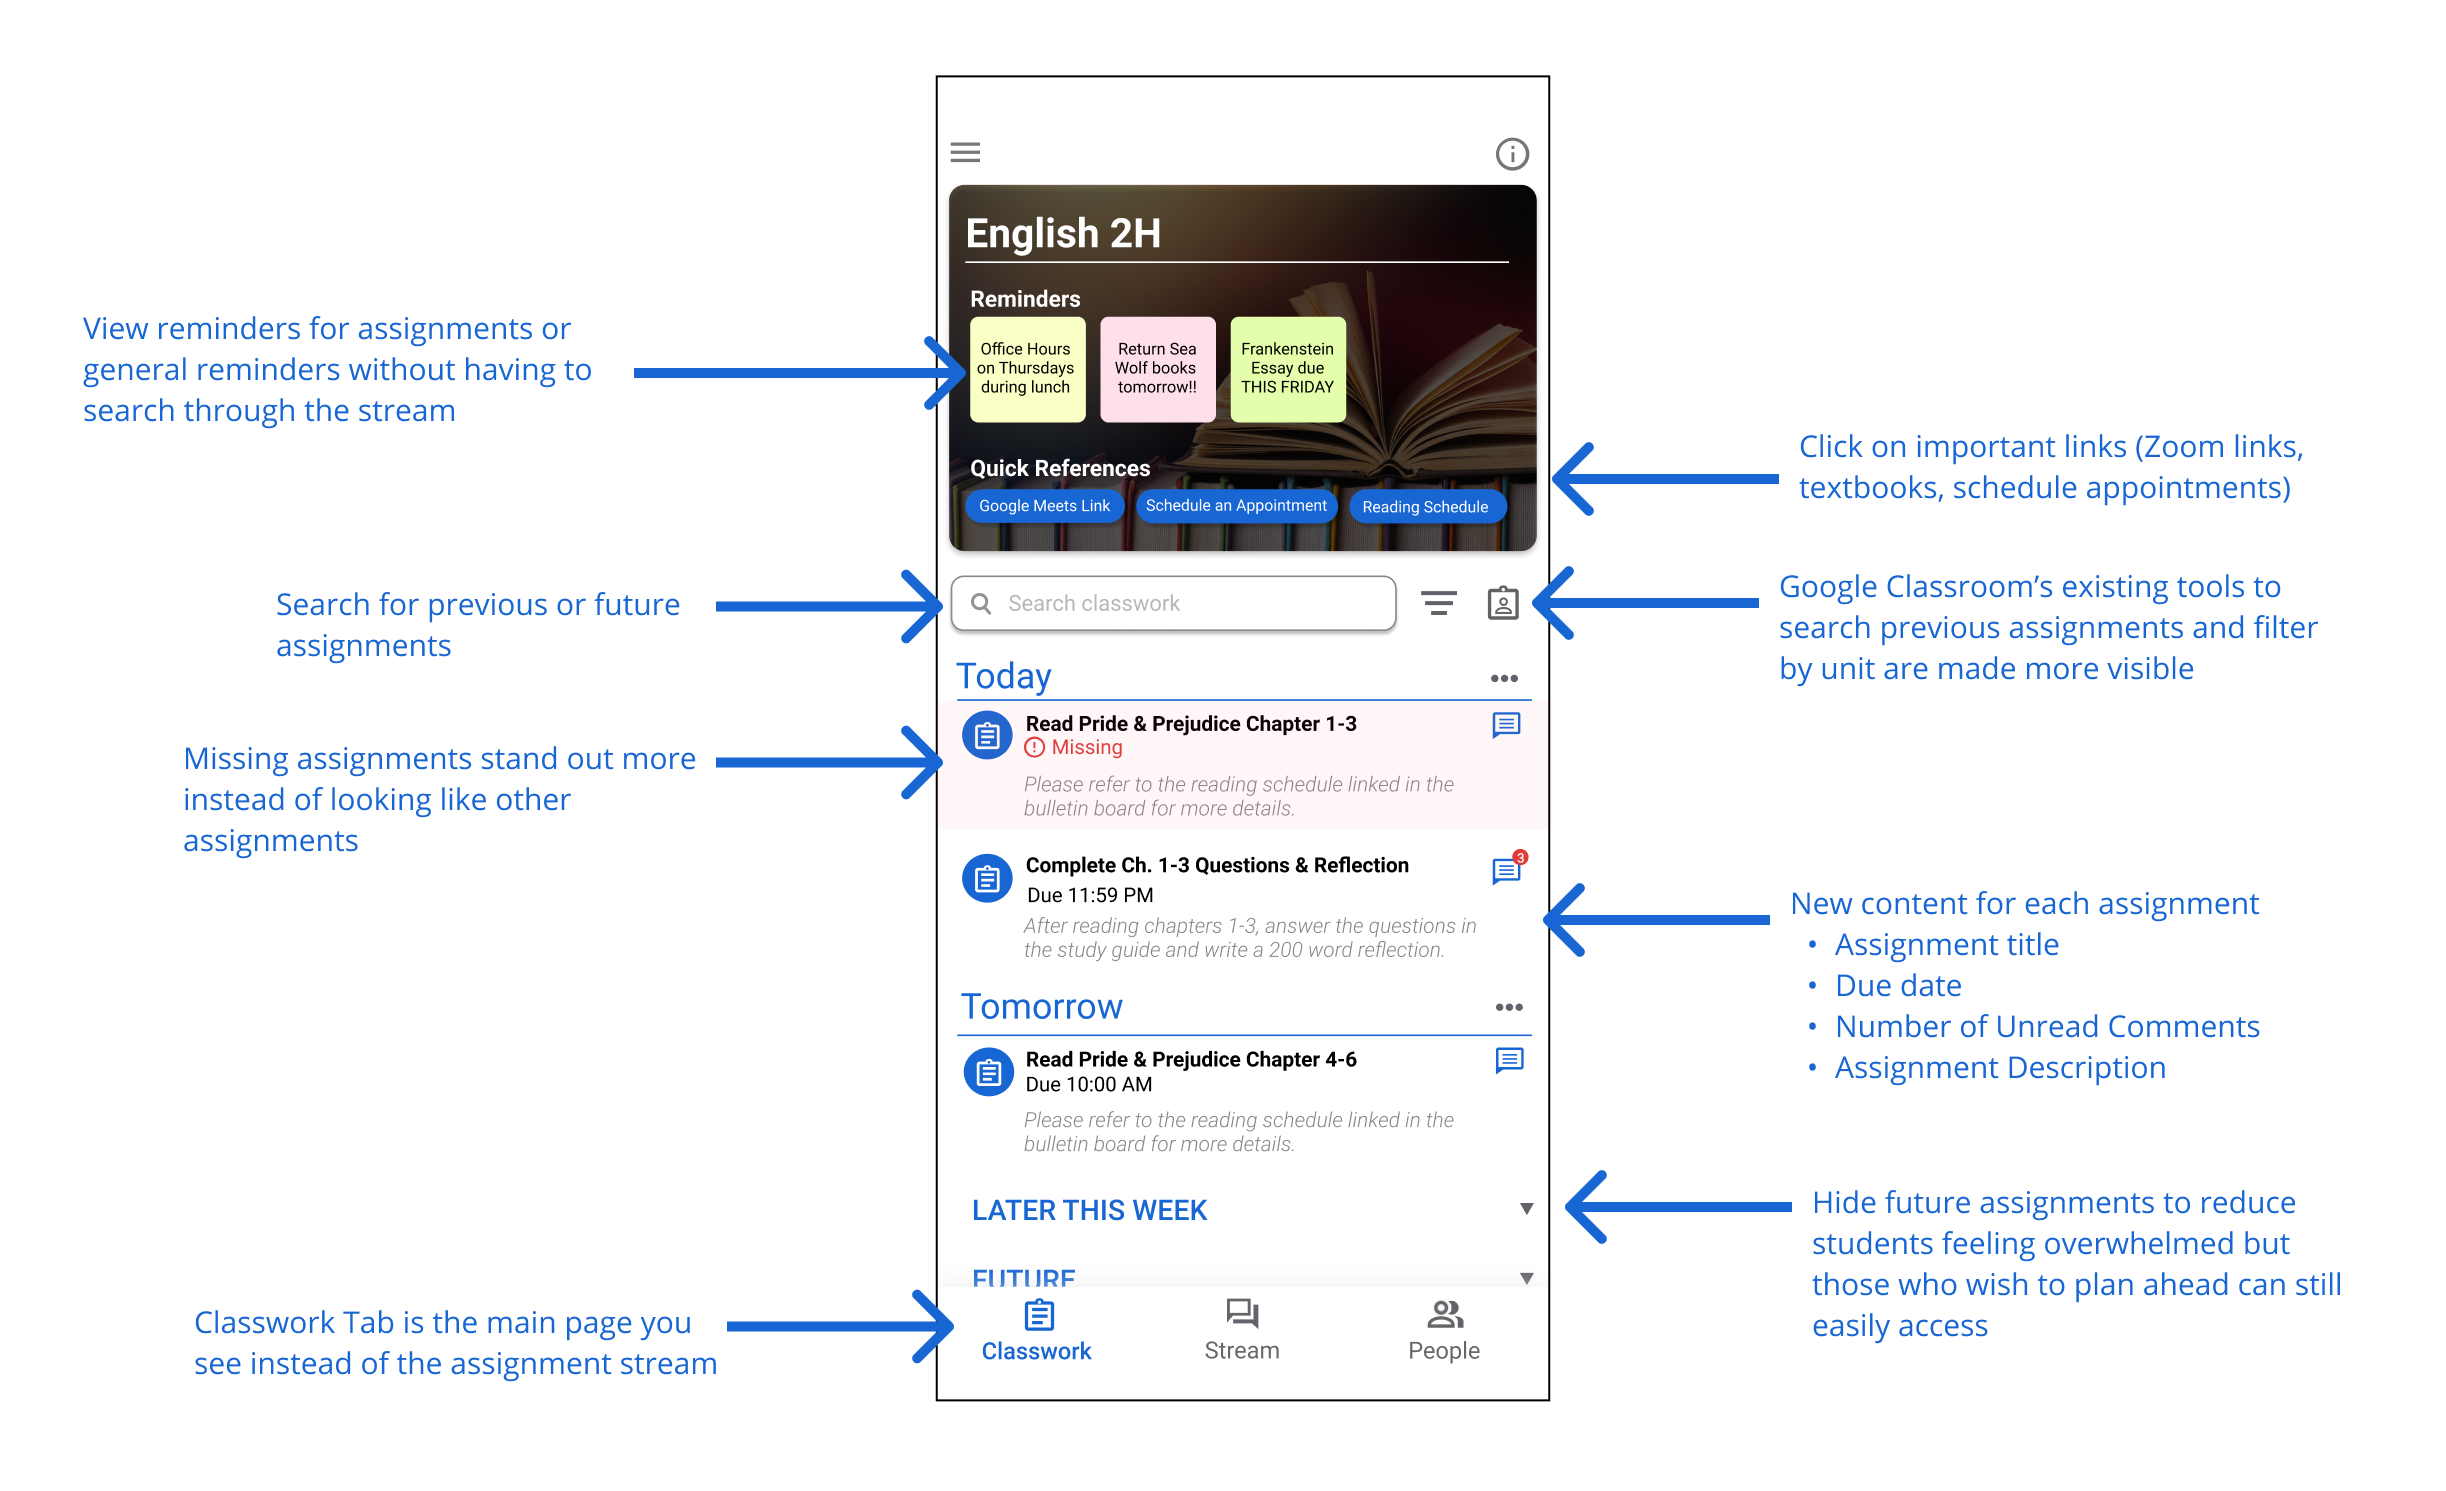 English 2H
Reminders
Office Hours
on Thursdays
during lunch
Return Sea
Wolf books
tomorrow!!
Frankenstein
Essay due
THIS FRIDAY
Quick References
Google Meets Link
Schedule an Appointment
Reading Schedule
Search classwork
Today
Read Pride & Prejudice Chapter 1-3
Missing
Please refer to the reading schedule linked in the
bulletin board for more details.
Complete Ch. 1-3 Questions & Reflection
3
Due 11:59 PM
After reading chapters 1-3, answer the questions in
the study guide and write a 200 word reflection.
Tomorrow
Read Pride & Prejudice Chapter 4-6
Due 10:00 AM
Please refer to the reading schedule linked in the
bulletin board for more details.
LATER THIS WEEK
FUTURE
Classwork
Stream
People
View reminders for assignments or
general reminders without having to
search through the stream
Search for previous or future
assignments
Missing assignments stand out more
instead of looking like other
assignments
Classwork Tab is the main page you
see instead of the assignment stream
Click on important links (Zoom links,
textbooks, schedule appointments)
Google Classroom’s existing tools to
search previous assignments and filter
by unit are made more visible
New content for each assignment
• Assignment title
• Due date
• Number of Unread Comments
• Assignment Description
Hide future assignments to reduce
students feeling overwhelmed but
those who wish to plan ahead can still
easily access